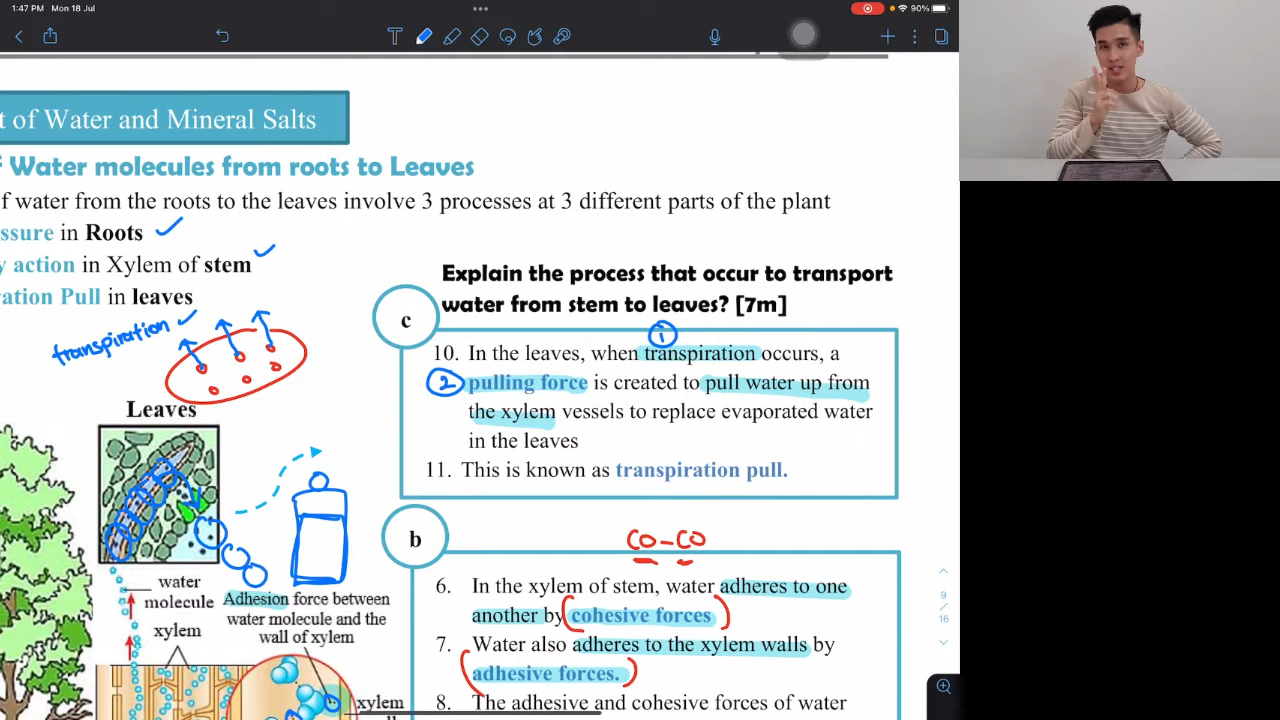 1:47 PM Mon 18 Jul
90%
t of Water and Mineral Salts
Water molecules from roots to Leaves
f water from the roots to the leaves involve 3 processes at 3 different parts of the plant
ssure in Roots
y action in Xylem of stem
ration Pull in leaves
transpiration
Explain the process that occur to transport
water from stem to leaves? [7m]
c
1
10. In the leaves, when transpiration occurs, a
2 pulling force is created to pull water up from
the xylem vessels to replace evaporated water
in the leaves
11. This is known as transpiration pull.
Leaves
water
molecule
xylem
Adhesion force between
water molecule and the
wall of xylem
xylem
b
CO-CO
6. In the xylem of stem, water adheres to one
another by (cohesive forces)
7. Water also adheres to the xylem walls by
(adhesive forces.)
8. The adhesive and cohesive forces of water
9
/
16